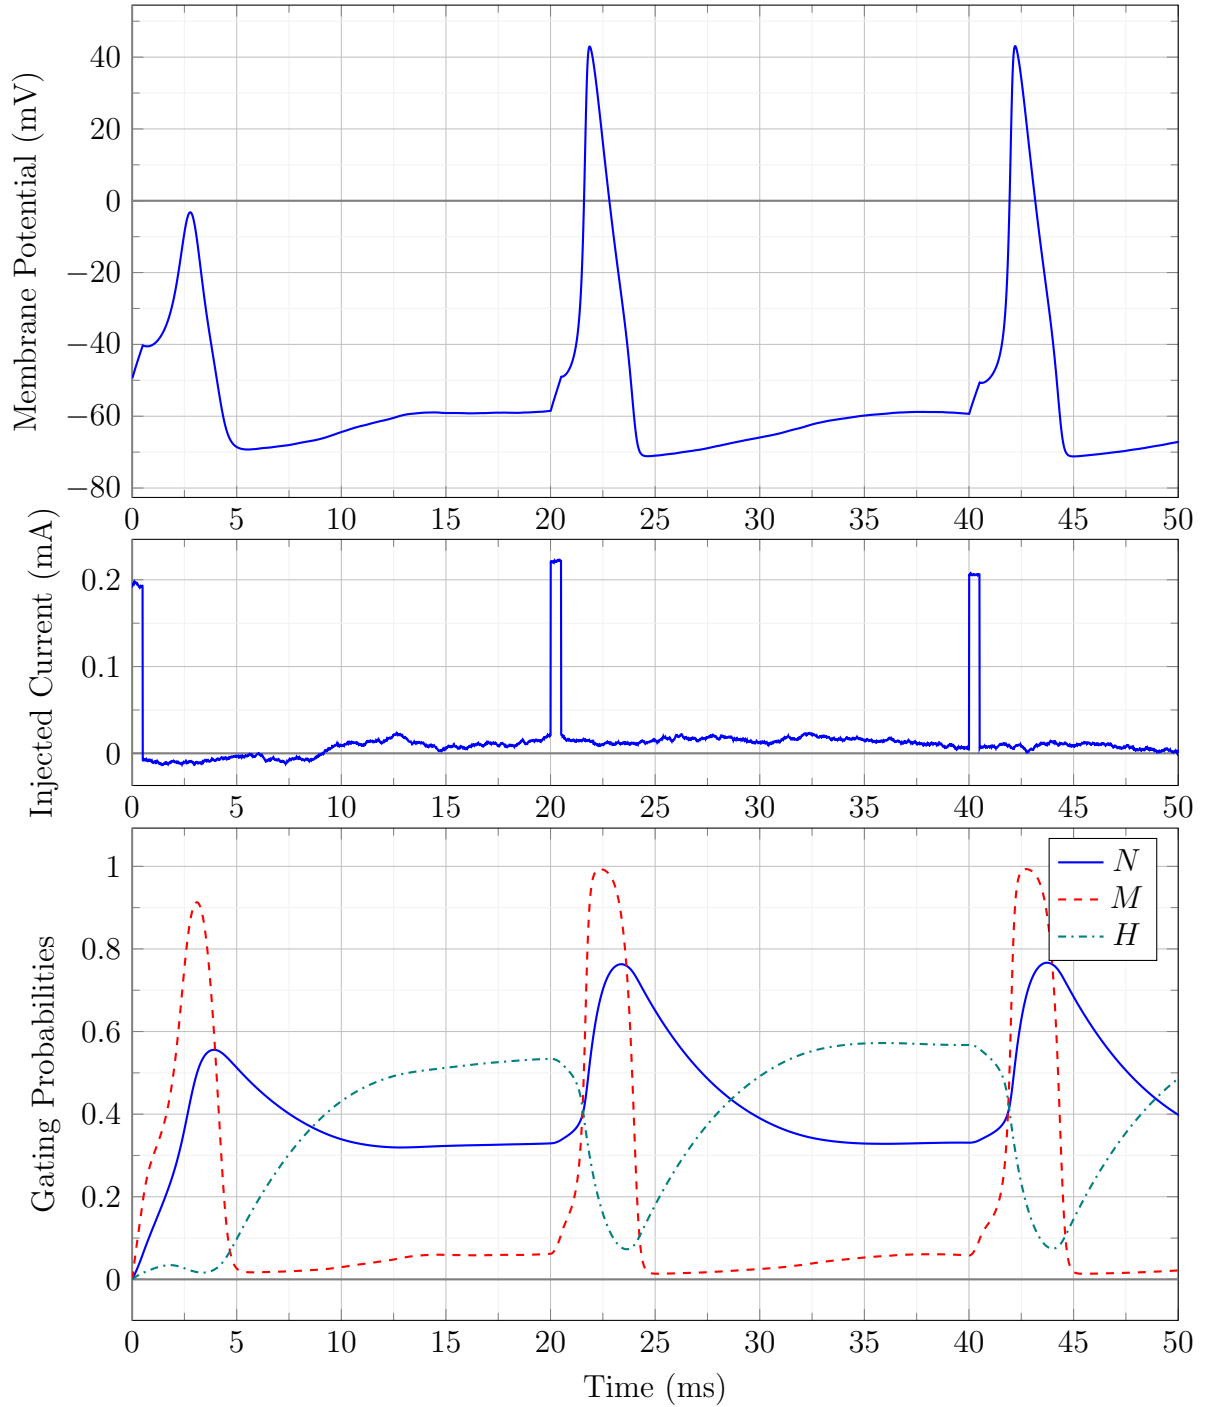 Membrane Potential (mV)
40
20
0
−20
−40
−60
−80
0 5 10 15 20 25 30 35 40 45 50
Injected Current (mA)
0.2
0.1
0
0 5 10 15 20 25 30 35 40 45 50
Gating Probabilities
1
0.8
0.6
0.4
0.2
0
N
M
H
0 5 10 15 20 25 30 35 40 45 50
Time (ms)